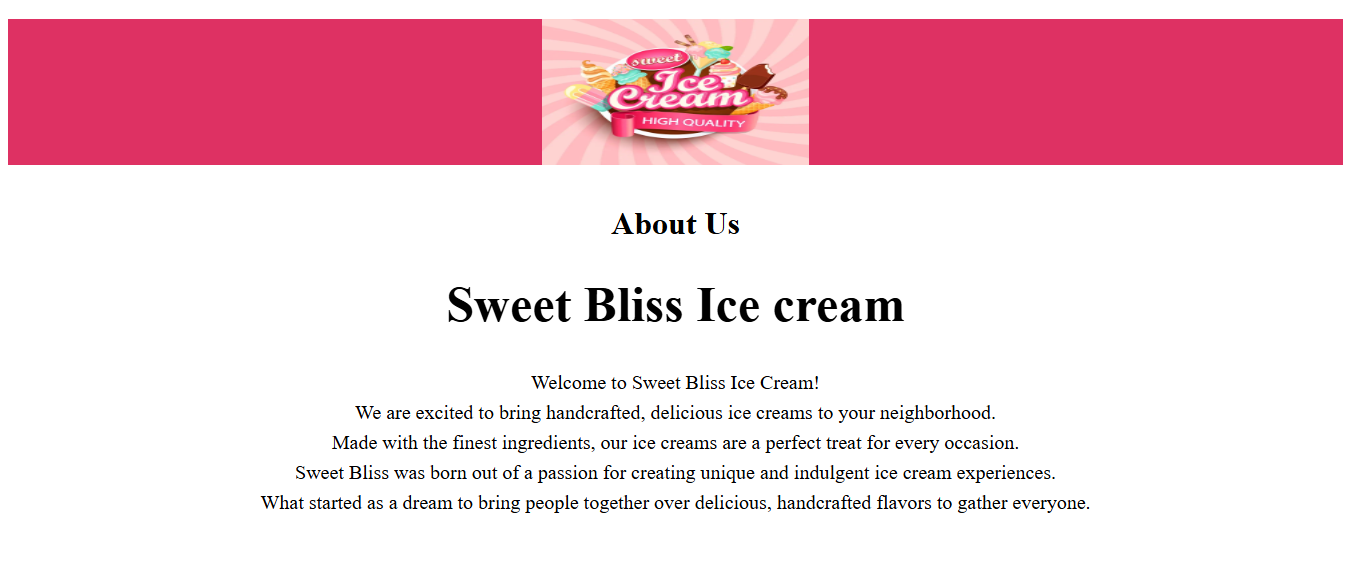 sweet
Ice
Cream
HIGH QUALITY
About Us
Sweet Bliss Ice cream
Welcome to Sweet Bliss Ice Cream!
We are excited to bring handcrafted, delicious ice creams to your neighborhood.
Made with the finest ingredients, our ice creams are a perfect treat for every occasion.
Sweet Bliss was born out of a passion for creating unique and indulgent ice cream experiences.
What started as a dream to bring people together over delicious, handcrafted flavors to gather everyone.